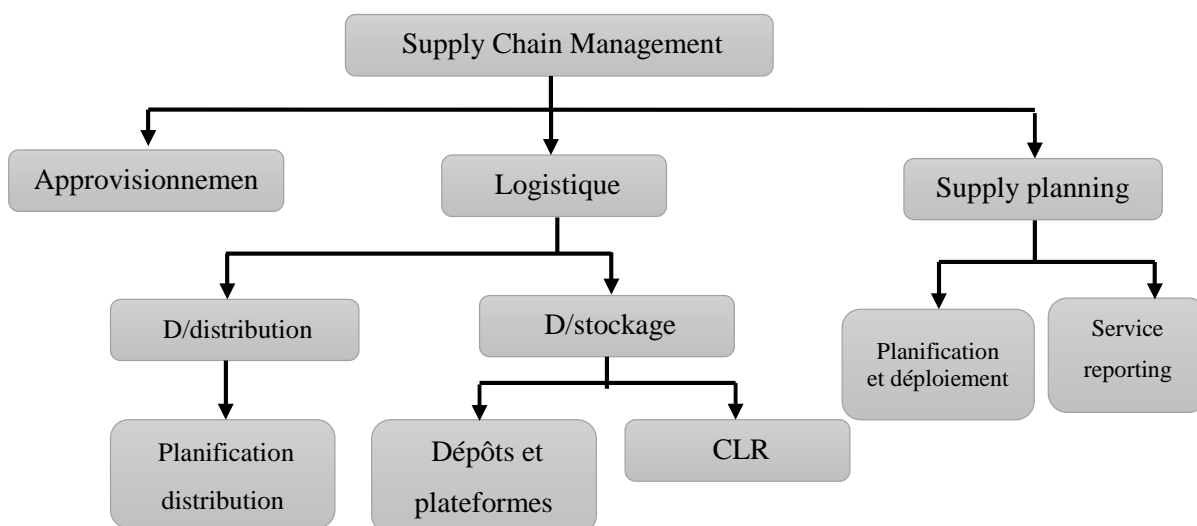 Supply Chain Management
Approvisionnemen
Logistique
Supply planning
D/distribution
D/stockage
Planification
et déploiement
Service
reporting
Planification
distribution
Dépôts et
plateformes
CLR